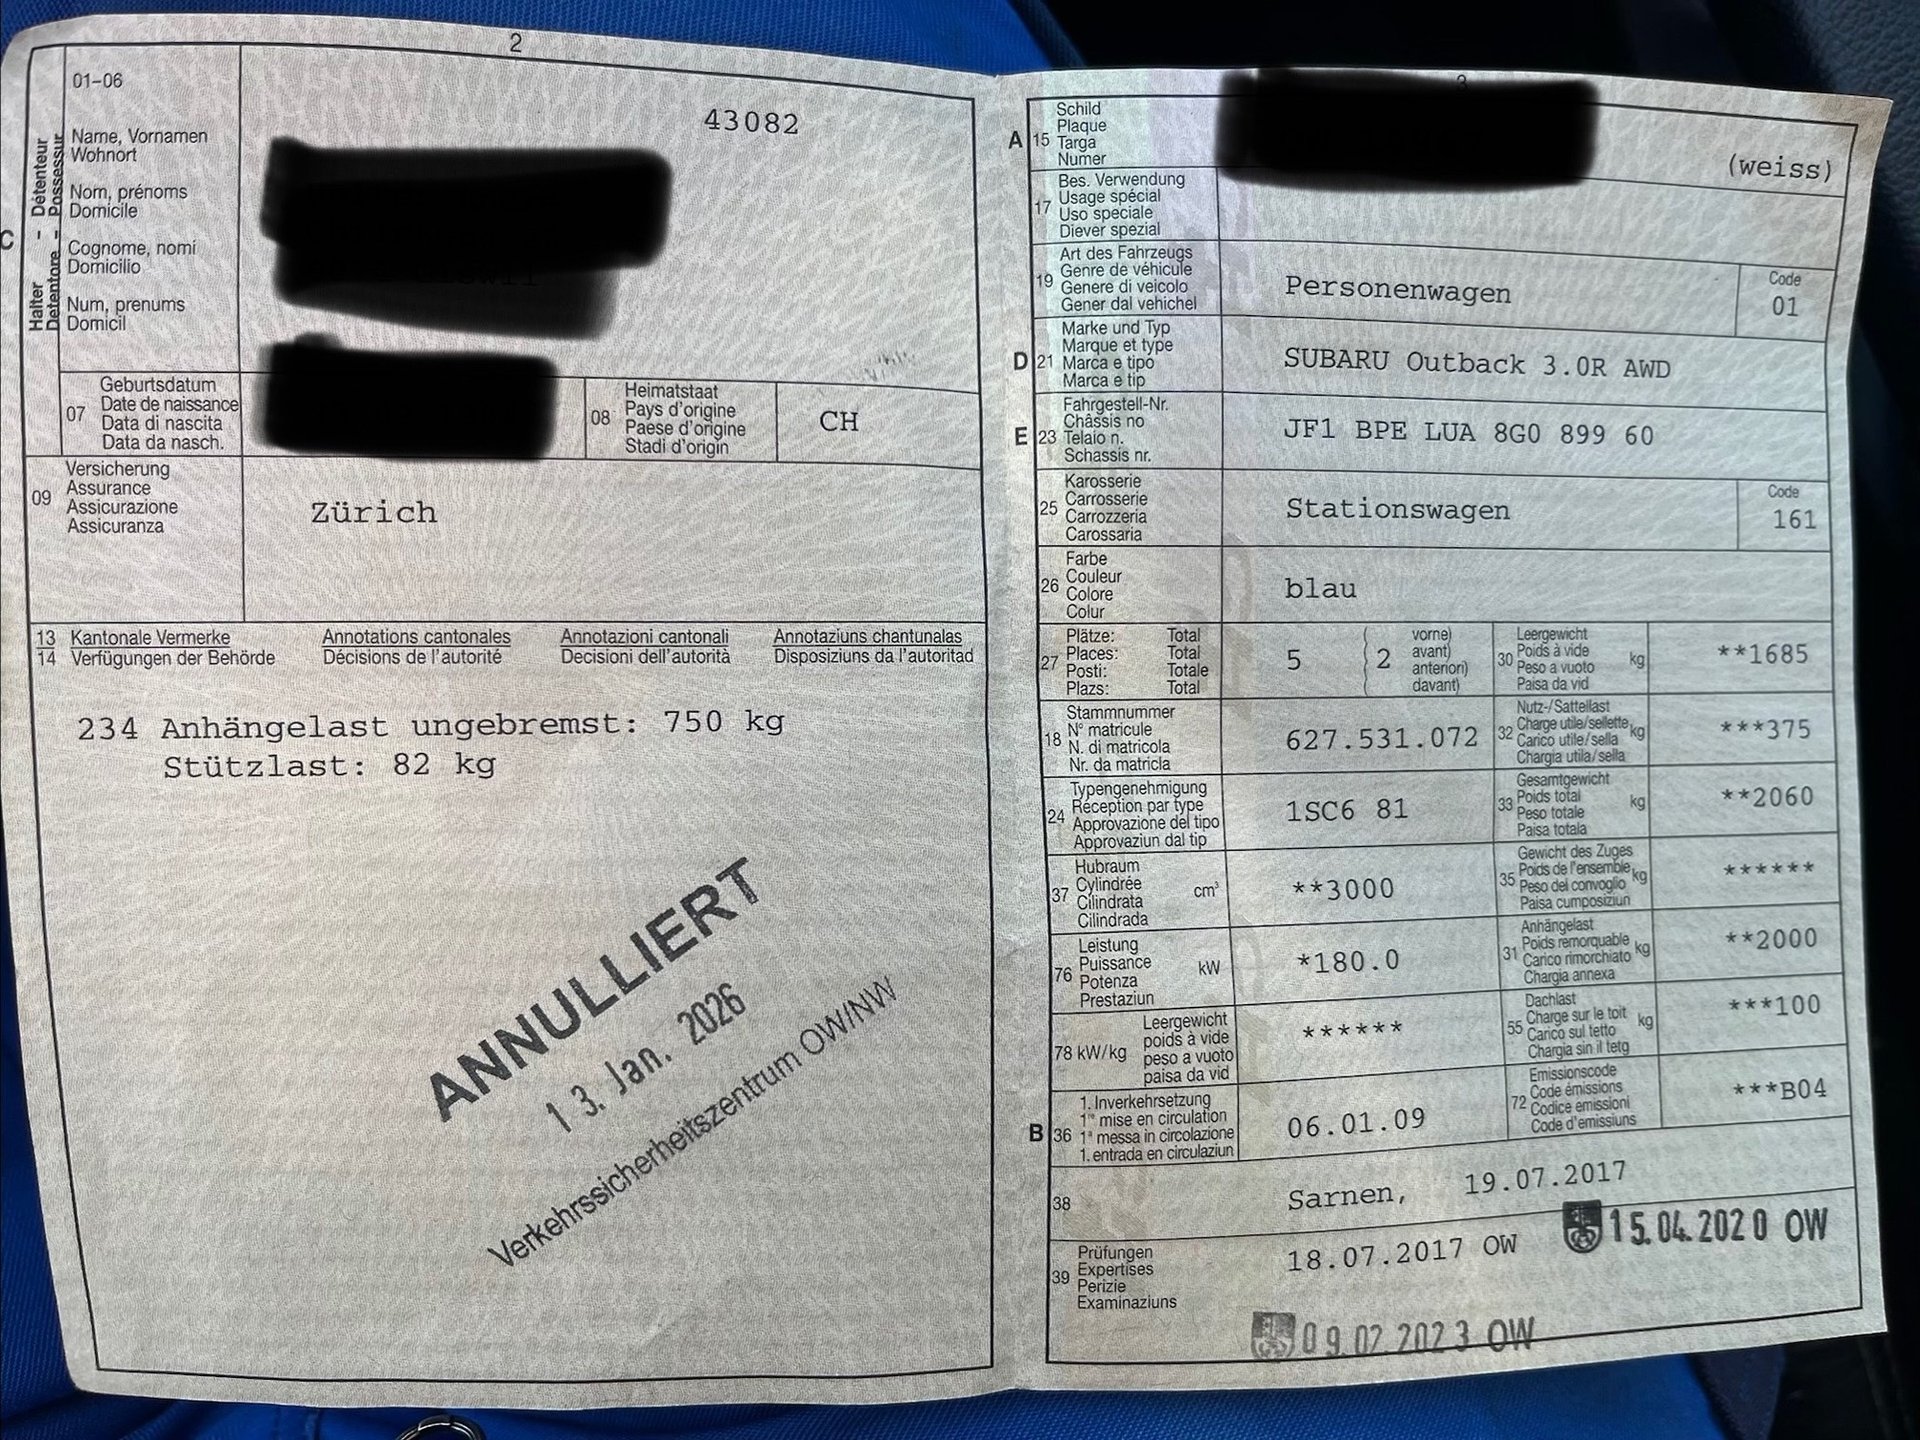 2
01-06
43082
Halter - Détenteur
Detentore - Possessur
C
Name, Vornamen
Wohnort
Nom, prénoms
Domicile
Cognome, nomi
Domicilio
Num, prenums
Domicil
07
Geburtsdatum
Date de naissance
Data di nascita
Data da nasch.
08
Heimatstaat
Pays d'origine
Paese d'origine
Stadi d'origin
CH
09
Versicherung
Assurance
Assicurazione
Assicuranza
Zürich
13 Kantonale Vermerke Annotations cantonales Annotazioni cantonali Annotaziuns chantunalas
14 Verfügungen der Behörde Décisions de l'autorité Decisioni dell'autorità Disposiziuns da l'autoritad
234 Anhängelast ungebremst: 750 kg
Stützlast: 82 kg
ANNULLIERT
13. Jan. 2026
Verkehrssicherheitszentrum OW/NW
3
A 15
Schild
Plaque
Targa
Numer
(weiss)
17
Bes. Verwendung
Usage spécial
Uso speciale
Diever spezial
19
Art des Fahrzeugs
Genre de véhicule
Genere di veicolo
Gener dal vehichel
Personenwagen
Code
01
D 21
Marke und Typ
Marque et type
Marca e tipo
Marca e tip
SUBARU Outback 3.0R AWD
E 23
Fahrgestell-Nr.
Châssis no
Telaio n.
Schassis nr.
JF1 BPE LUA 8G0 899 60
25
Karosserie
Carrosserie
Carrozzeria
Carossaria
Stationswagen
Code
161
26
Farbe
Couleur
Colore
Colur
blau
27
Plätze: Total
Places: Total
Posti: Totale
Plazs: Total
5
( 2 vorne)
( avant)
( anteriori)
( davant)
30
Leergewicht
Poids à vide
Peso a vuoto
Paisa da vid
kg
**1685
18
Stammnummer
N° matricule
N. di matricola
Nr. da matricla
627.531.072
32
Nutz-/Sattellast
Charge utile/sellette
Carico utile/sella
Chargia utila/sella
kg
***375
24
Typengenehmigung
Réception par type
Approvazione del tipo
Approvaziun dal tip
1SC6 81
33
Gesamtgewicht
Poids total
Peso totale
Paisa totala
kg
**2060
37
Hubraum
Cylindrée
Cilindrata
Cilindrada
cm³
**3000
35
Gewicht des Zuges
Poids de l'ensemble
Peso del convoglio
Paisa cumposiziun
kg
******
76
Leistung
Puissance
Potenza
Prestaziun
kW
*180.0
31
Anhängelast
Poids remorquable
Carico rimorchiato
Chargia annexa
kg
**2000
78 kW/kg
Leergewicht
poids à vide
peso a vuoto
paisa da vid
******
55
Dachlast
Charge sur le toit
Carico sul tetto
Chargia sin il tetg
kg
***100
B 36
1. Inverkehrsetzung
1re mise en circulation
1a messa in circolazione
1. entrada en circulaziun
06.01.09
72
Emissionscode
Code émissions
Codice emissioni
Code d'emissiuns
***B04
38
Sarnen, 19.07.2017
39
Prüfungen
Expertises
Perizie
Examinaziuns
18.07.2017 OW
15.04.2020 OW
09.02.2023 OW